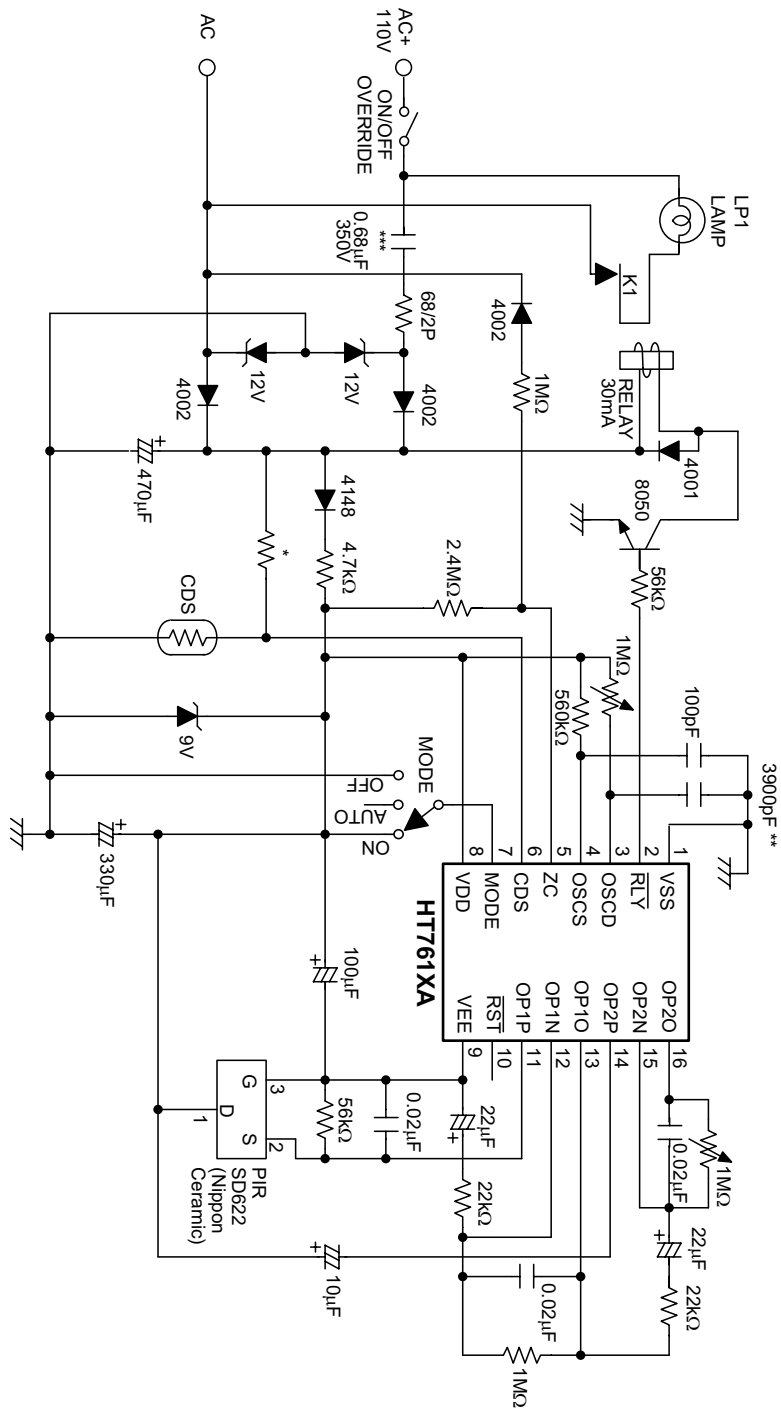 AC
AC+
110V
ON/OFF
OVERRIDE
LP1
LAMP
K1
RELAY
30mA
4001
8050
56kΩ
***
0.68µF
350V
68/2P
4002
1MΩ
12V
12V
4002
4002
+
470µF
*
4148
4.7kΩ
2.4MΩ
CDS
9V
1MΩ
560kΩ
100pF
3900pF **
MODE
OFF
AUTO
ON
+
330µF
1
VSS
2
RLY
3
OSCD
4
OSCS
5
ZC
6
CDS
7
MODE
8
VDD
HT761XA
OP2O
16
OP2N
15
OP2P
14
OP1O
13
OP1N
12
OP1P
11
RST
10
VEE
9
100µF
+
G
3
D
1
S
2
PIR
SD622
(Nippon
Ceramic)
56kΩ
0.02µF
22µF
+
22kΩ
+
10µF
0.02µF
1MΩ
0.02µF
1MΩ
22µF
+
22kΩ